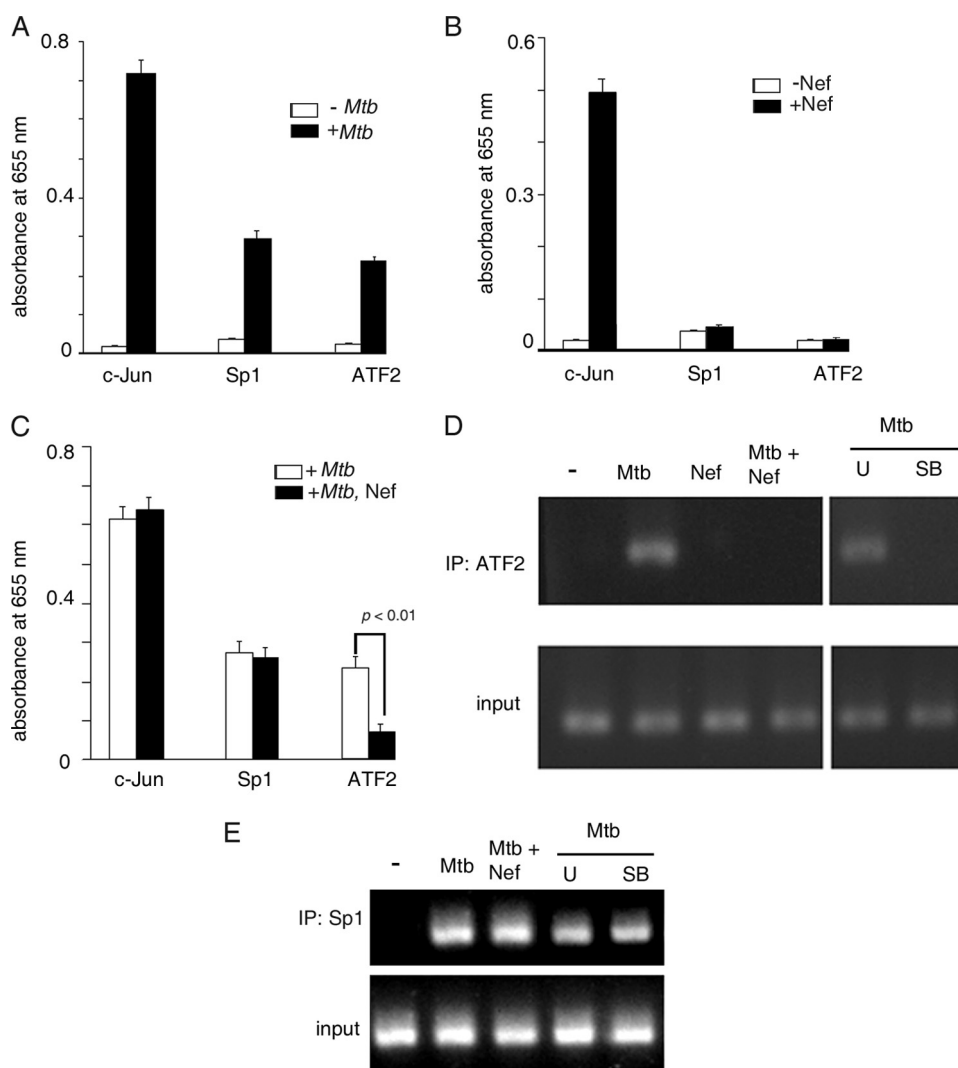 A
absorbance at 655 nm
0.8
0.4
0
- Mtb
+Mtb
c-Jun Sp1 ATF2
B
absorbance at 655 nm
0.6
0.3
0
-Nef
+Nef
c-Jun Sp1 ATF2
C
absorbance at 655 nm
0.8
0.4
0
+ Mtb
+Mtb, Nef
p < 0.01
c-Jun Sp1 ATF2
D
Mtb
- Mtb Nef Mtb +
Nef
U SB
IP: ATF2
input
E
Mtb
- Mtb Mtb +
Nef
U SB
IP: Sp1
input